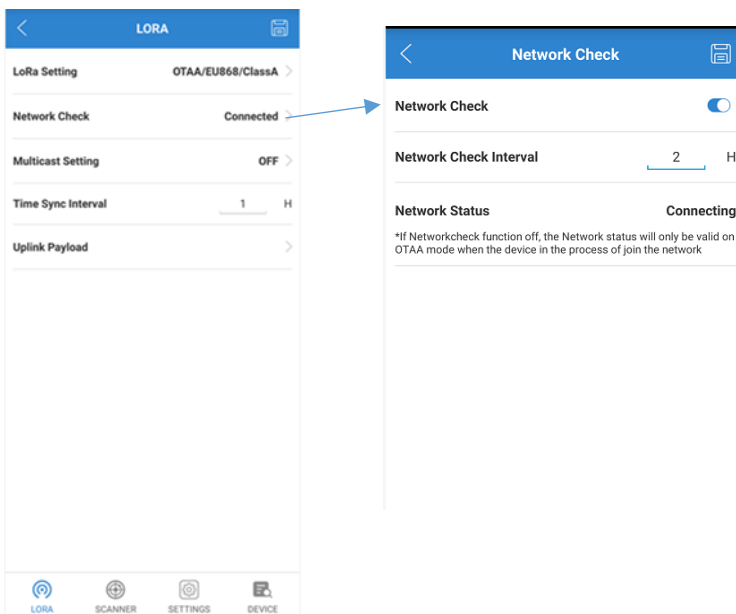 LORA
LoRa Setting OTAA/EU868/ClassA
Network Check Connected
Multicast Setting OFF
Time Sync Interval 1 H
Uplink Payload
LORA SCANNER SETTINGS DEVICE
Network Check
Network Check
Network Check Interval 2 H
Network Status Connecting
*If Networkcheck function off, the Network status will only be valid on
OTAA mode when the device in the process of join the network